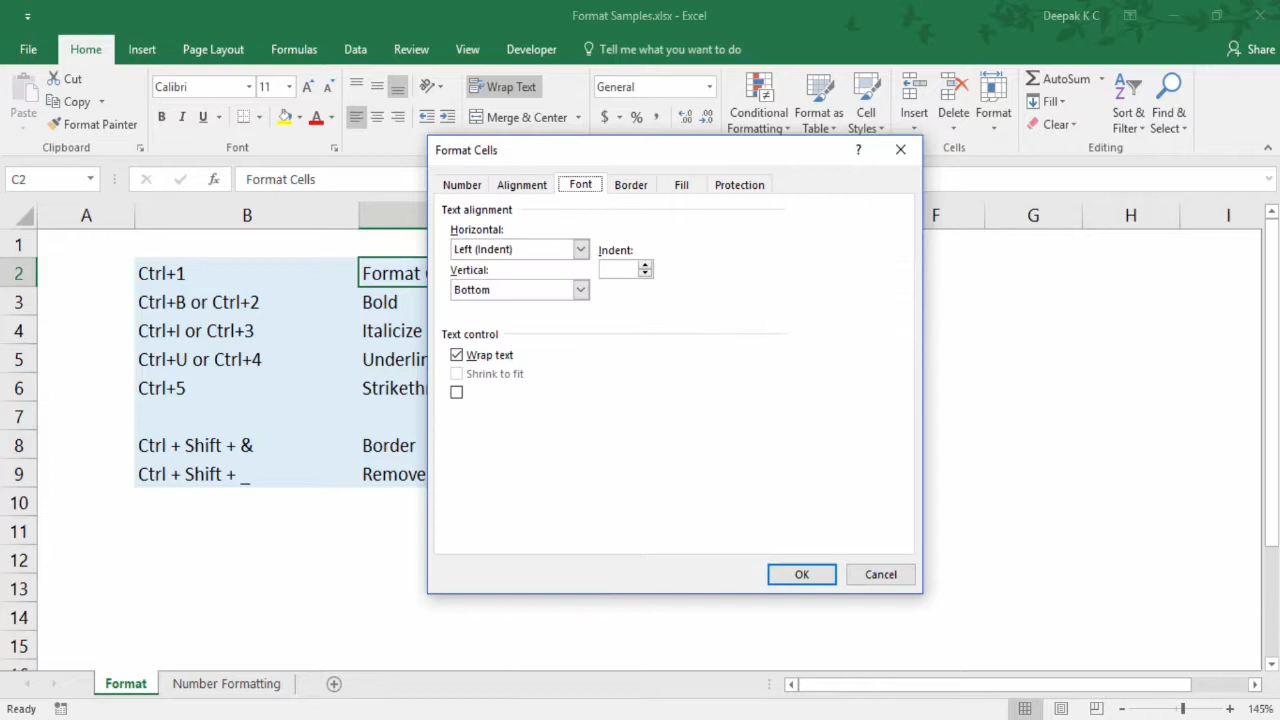 Format Samples.xlsx - Excel
Deepak K C
File Home Insert Page Layout Formulas Data Review View Developer Tell me what you want to do Share
Cut
Copy
Format Painter
Paste
Clipboard
Calibri 11
B I U
Font
Wrap Text
Merge & Center
General
$ % ,
Conditional Formatting
Format as Table
Cell Styles
Insert Delete Format
Cells
AutoSum
Fill
Clear
Sort & Filter
Find & Select
Editing
C2 fx Format Cells
A B F G H I
1
2 Ctrl+1 Format
3 Ctrl+B or Ctrl+2 Bold
4 Ctrl+I or Ctrl+3 Italicize
5 Ctrl+U or Ctrl+4 Underlin
6 Ctrl+5 Striketh
7
8 Ctrl + Shift + & Border
9 Ctrl + Shift + _ Remove
10
11
12
13
14
15
Format Cells ?
Number Alignment Font Border Fill Protection
Text alignment
Horizontal:
Left (Indent) Indent:
Vertical:
Bottom
Text control
Wrap text
Shrink to fit
OK Cancel
Format Number Formatting
Ready 145%